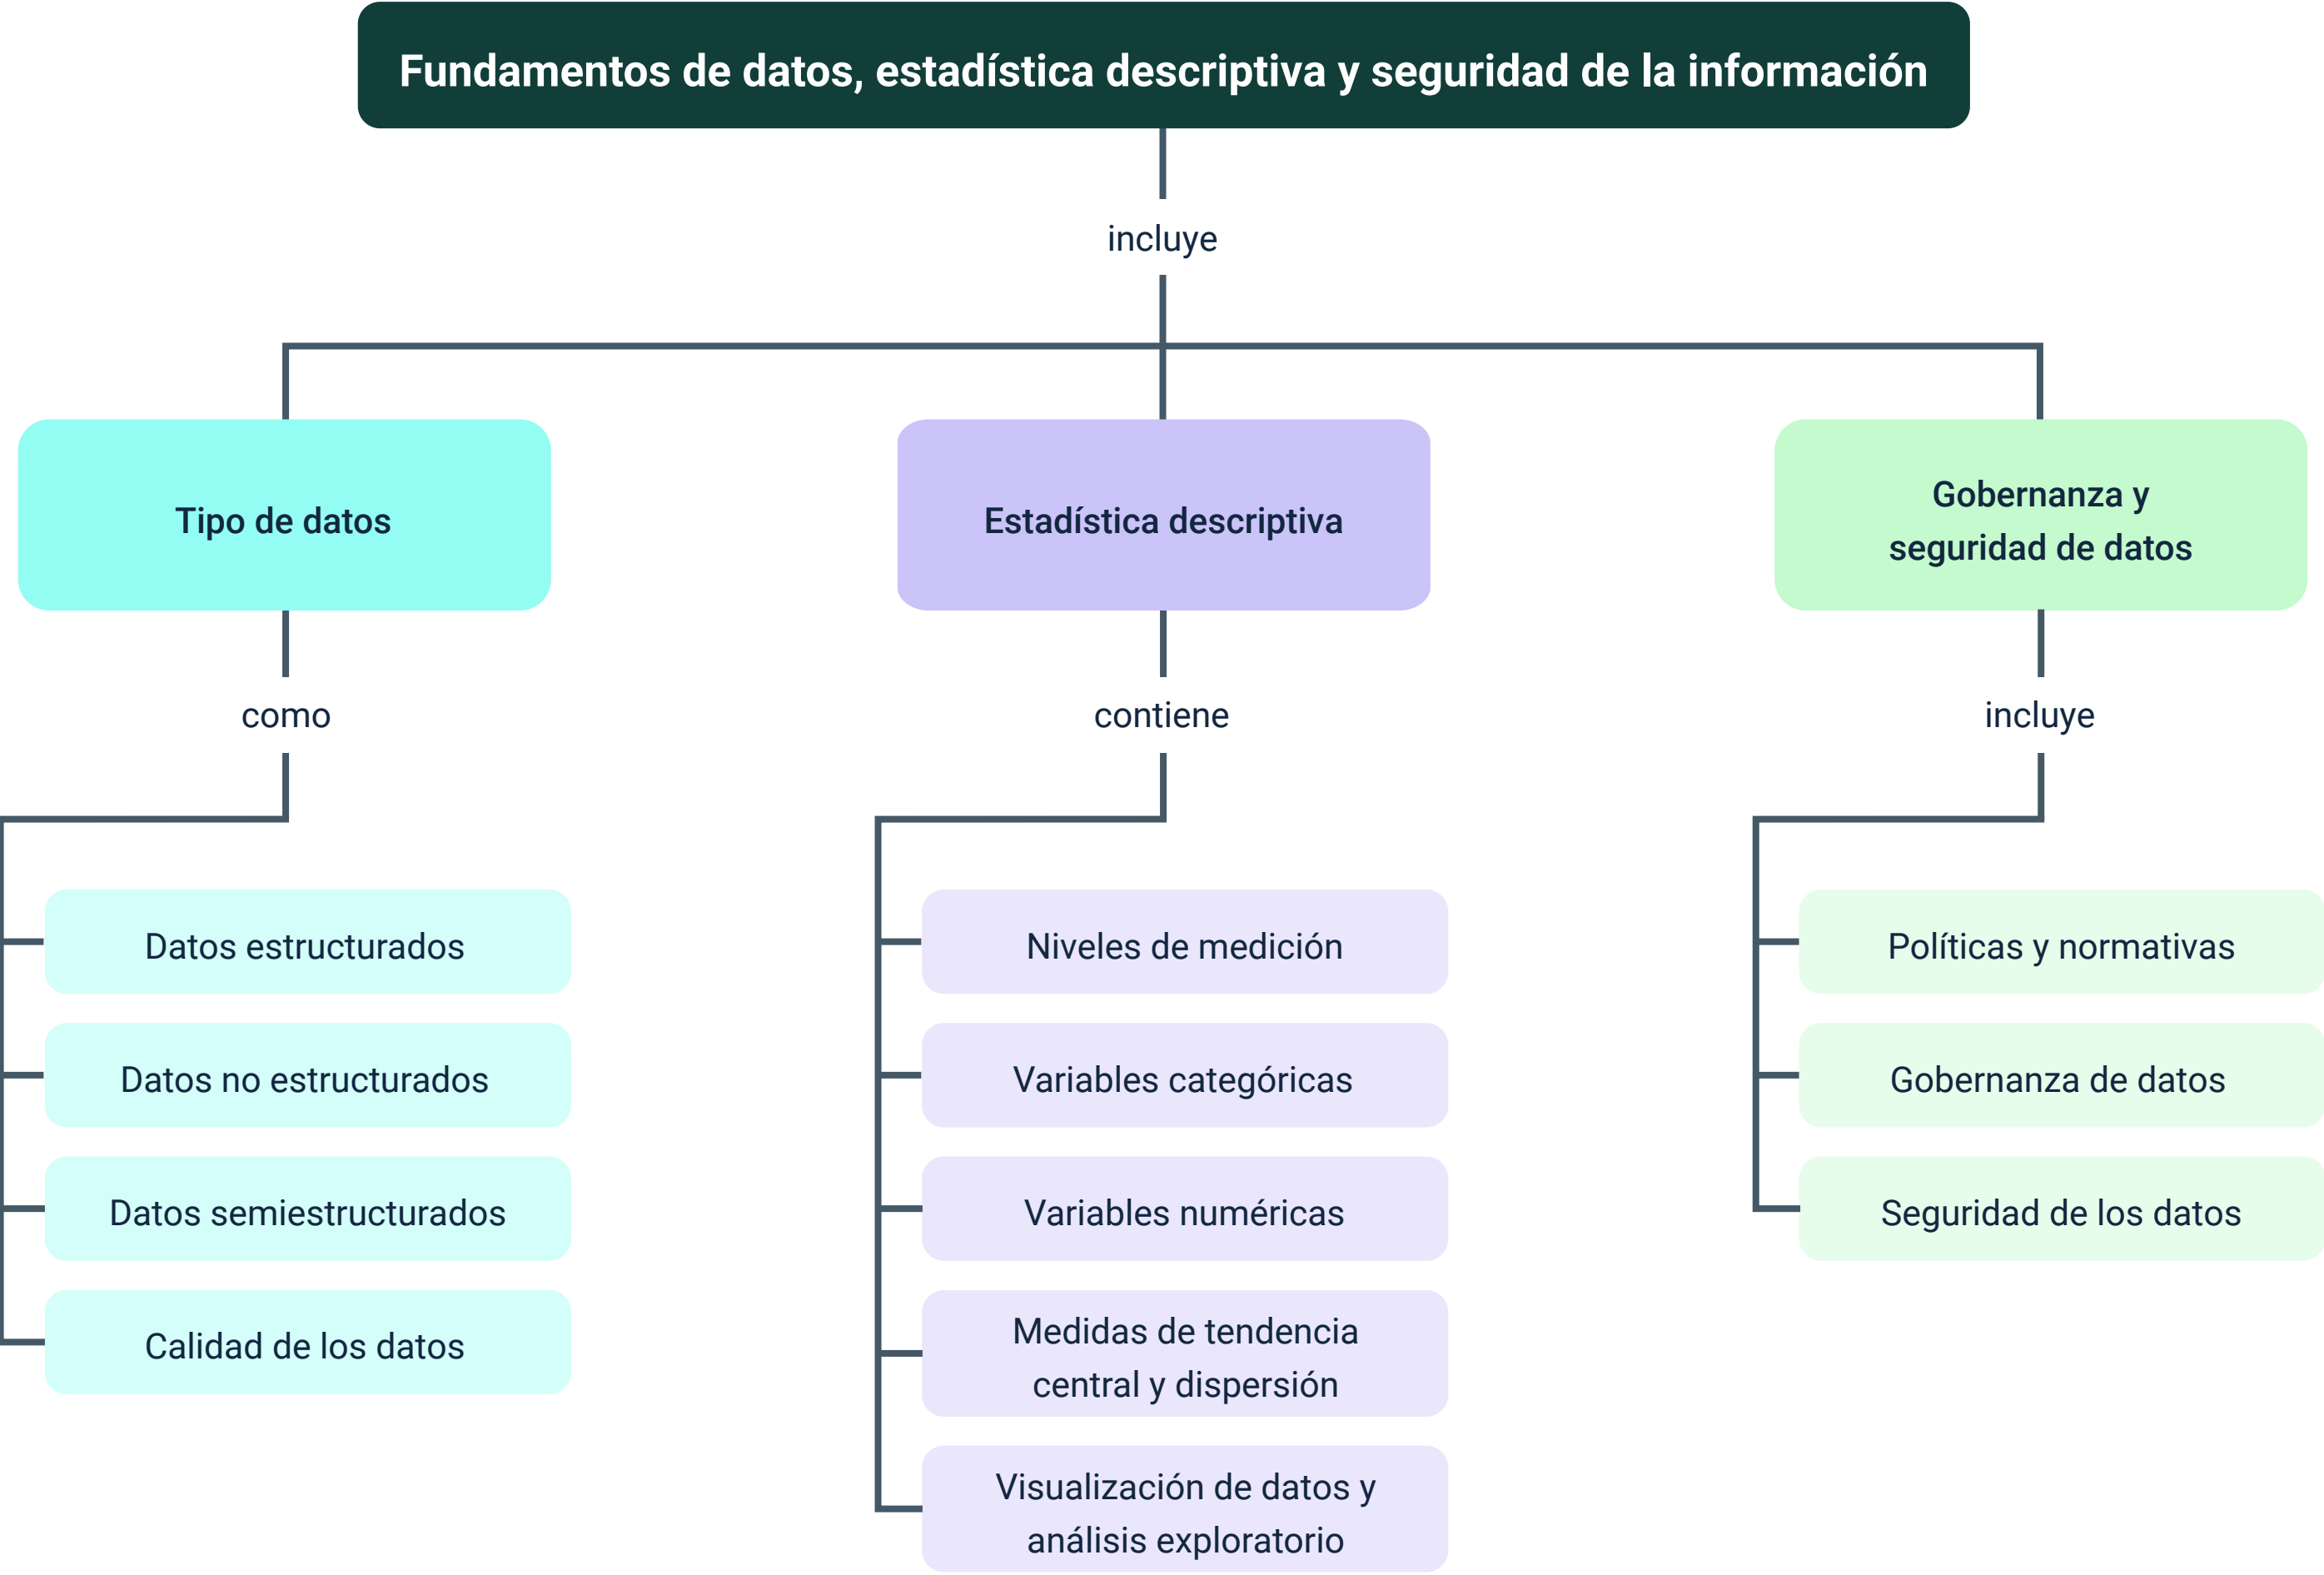 Fundamentos de datos, estadística descriptiva y seguridad de la información
incluye
Tipo de datos
Estadística descriptiva
Gobernanza y
seguridad de datos
como
contiene
incluye
Datos estructurados
Datos no estructurados
Datos semiestructurados
Calidad de los datos
Niveles de medición
Variables categóricas
Variables numéricas
Medidas de tendencia
central y dispersión
Visualización de datos y
análisis exploratorio
Políticas y normativas
Gobernanza de datos
Seguridad de los datos